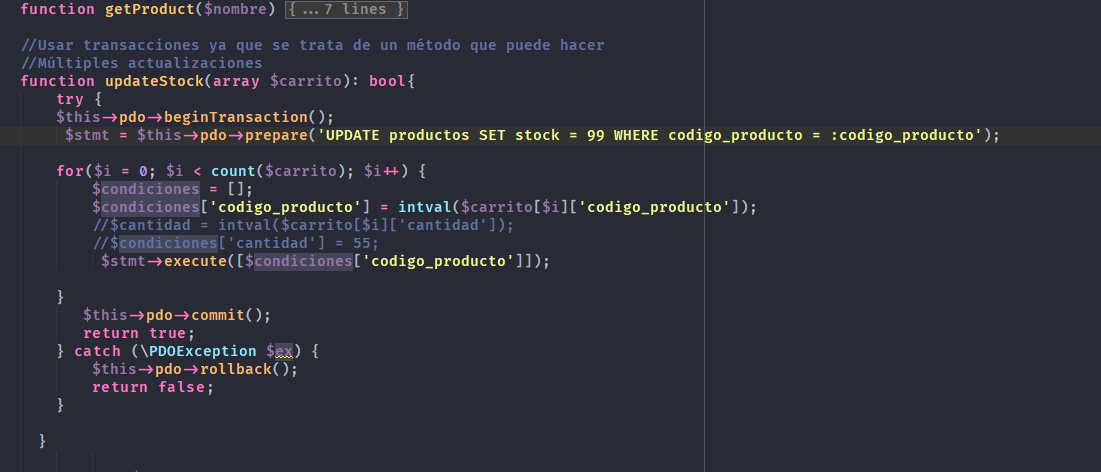 function getProduct($nombre) {...7 lines }
//Usar transacciones ya que se trata de un método que puede hacer
//Múltiples actualizaciones
function updateStock(array $carrito): bool{
try {
$this->pdo->beginTransaction();
$stmt = $this->pdo->prepare('UPDATE productos SET stock = 99 WHERE codigo_producto = :codigo_producto');
for($i = 0; $i < count($carrito); $i++) {
$condiciones = [];
$condiciones['codigo_producto'] = intval($carrito[$i]['codigo_producto']);
//$cantidad = intval($carrito[$i]['cantidad']);
//$condiciones['cantidad'] = 55;
$stmt->execute([$condiciones['codigo_producto']]);
}
$this->pdo->commit();
return true;
} catch (\PDOException $ex) {
$this->pdo->rollback();
return false;
}
}